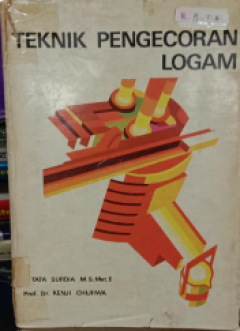 TEKNIK PENGECORAN
LOGAM
TATA SURDIA M.S.Met.E
Prof. Dr. KENJI CHIJIIWA